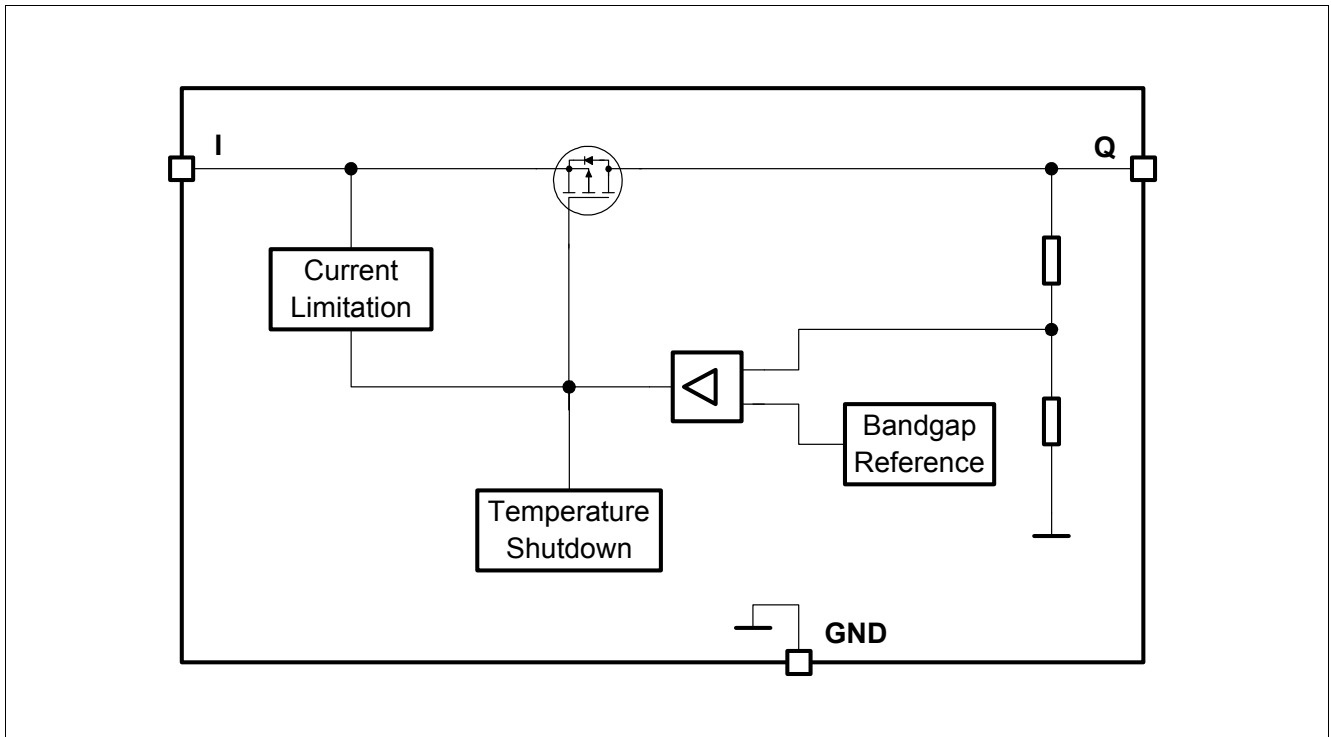 I
Q
Current
Limitation
Bandgap
Reference
Temperature
Shutdown
GND